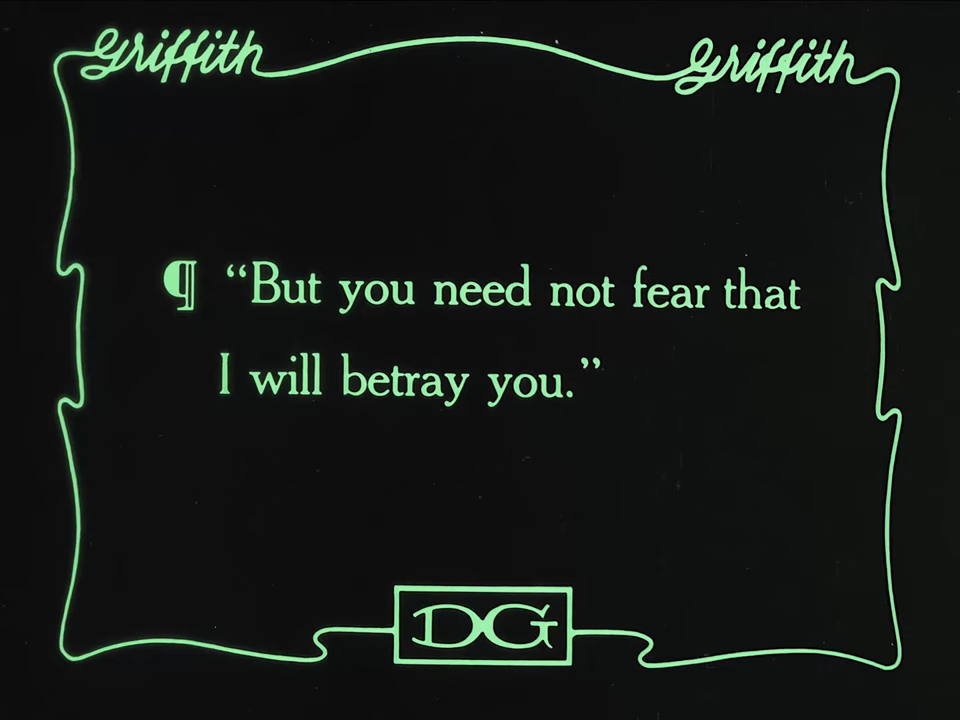 Griffith Griffith
¶ “But you need not fear that
I will betray you.”
DG